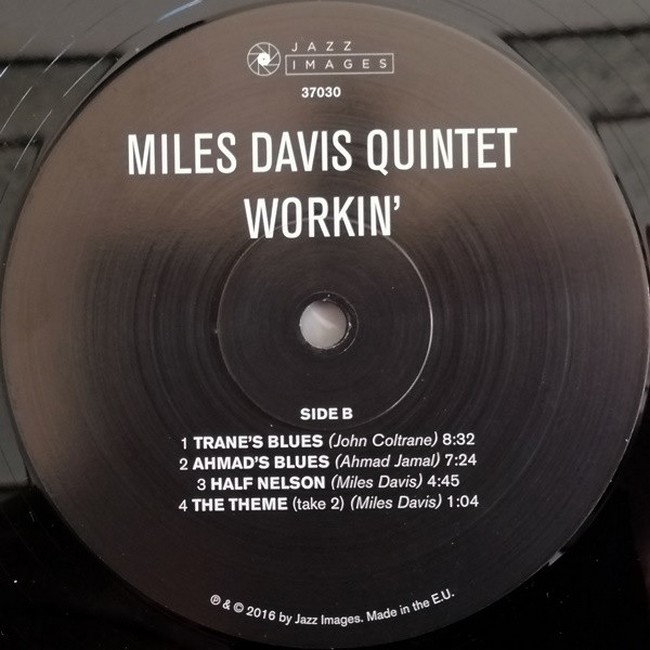 JAZZ
IMAGES
37030
MILES DAVIS QUINTET
WORKIN’
SIDE B
1 TRANE'S BLUES (John Coltrane) 8:32
2 AHMAD'S BLUES (Ahmad Jamal) 7:24
3 HALF NELSON (Miles Davis) 4:45
4 THE THEME (take 2) (Miles Davis) 1:04
℗ & © 2016 by Jazz Images. Made in the E.U.